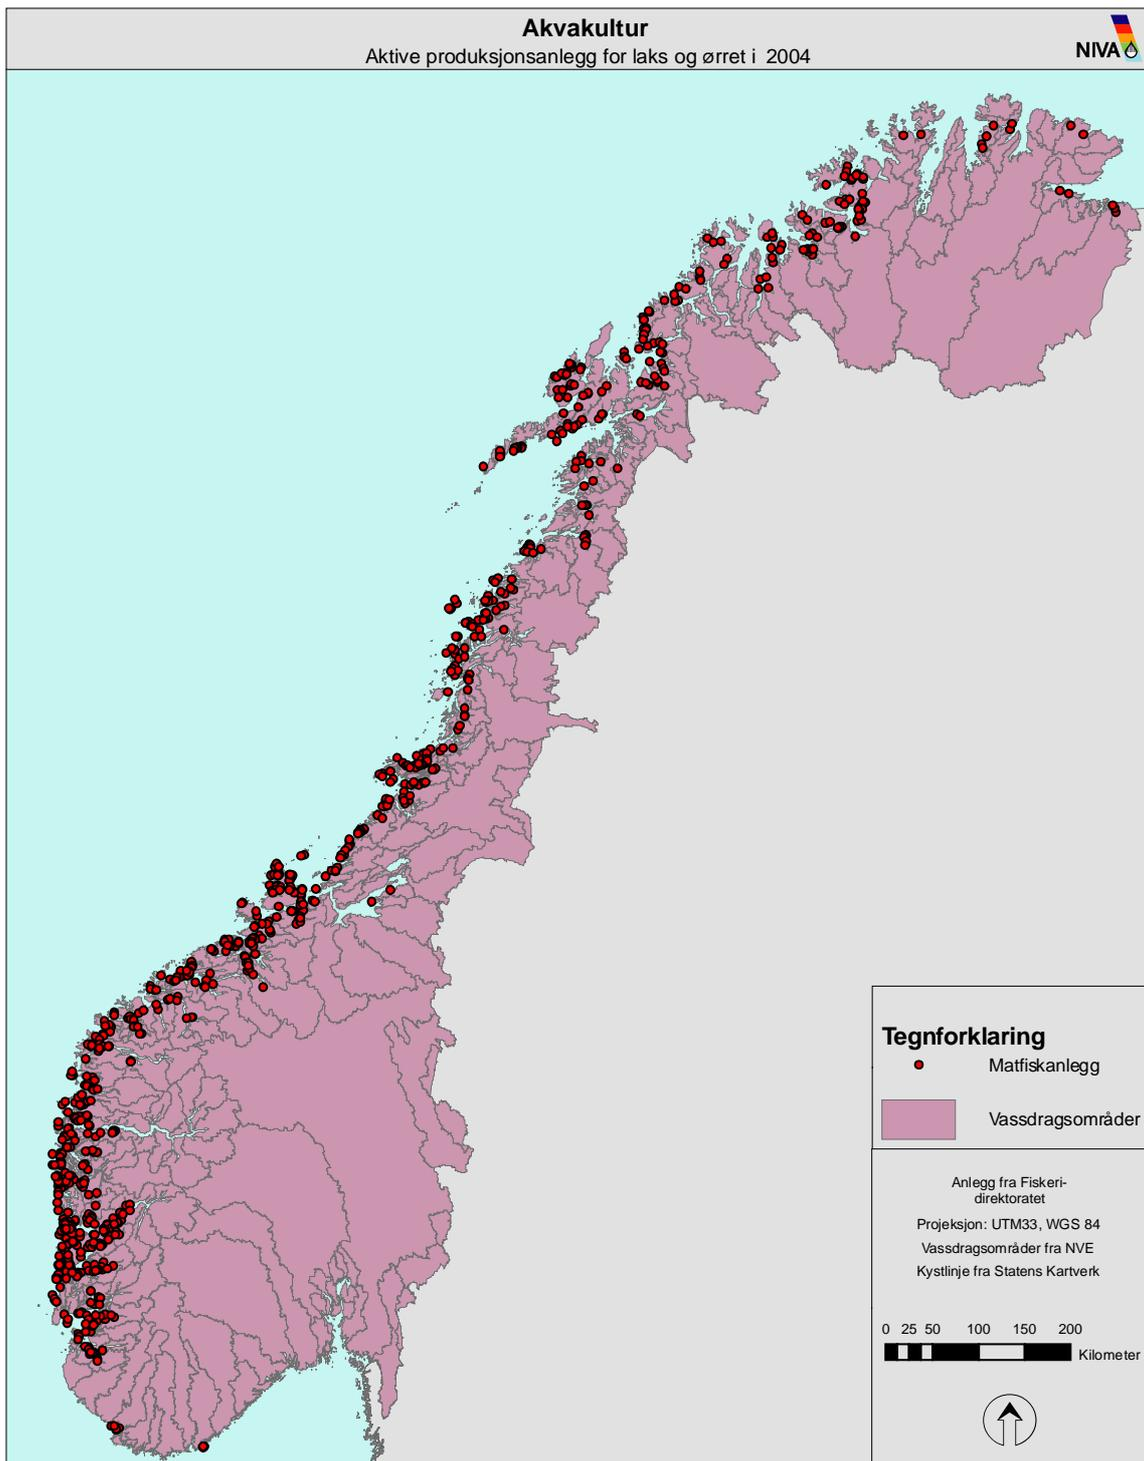 Akvakultur
Aktive produksjonsanlegg for laks og ørret i 2004
NIVA
Tegnforklaring
Matfiskanlegg
Vassdragsområder
Anlegg fra Fiskeri-
direktoratet
Projeksjon: UTM33, WGS 84
Vassdragsområder fra NVE
Kystlinje fra Statens Kartverk
0 25 50 100 150 200
Kilometer